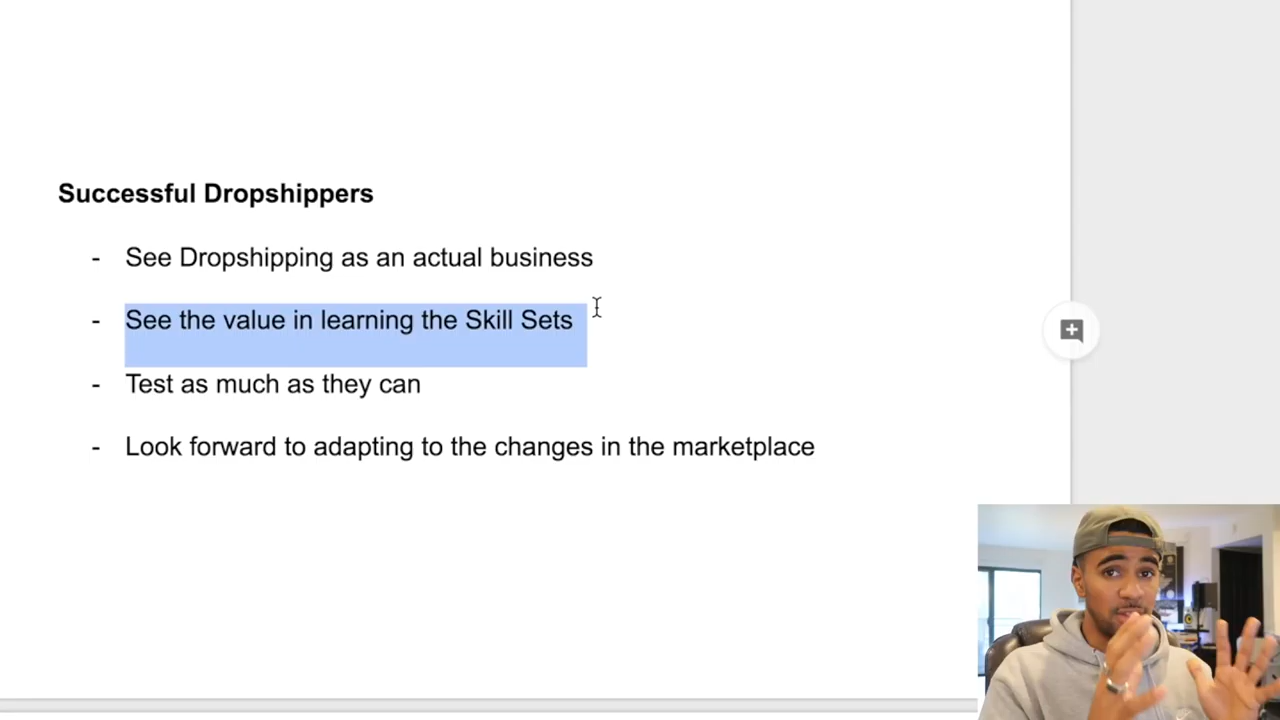 Successful Dropshippers
- See Dropshipping as an actual business
- See the value in learning the Skill Sets
- Test as much as they can
- Look forward to adapting to the changes in the marketplace